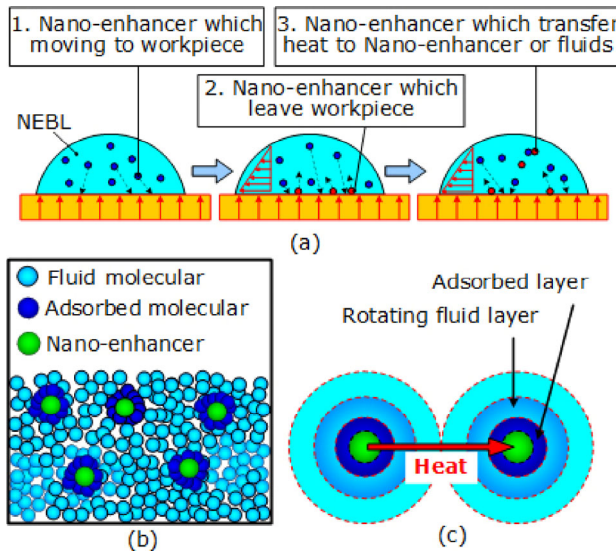 1. Nano-enhancer which
moving to workpiece
3. Nano-enhancer which transfer
heat to Nano-enhancer or fluids
2. Nano-enhancer which
leave workpiece
NEBL
(a)
Fluid molecular
Adsorbed molecular
Nano-enhancer
(b)
Adsorbed layer
Rotating fluid layer
Heat
(c)